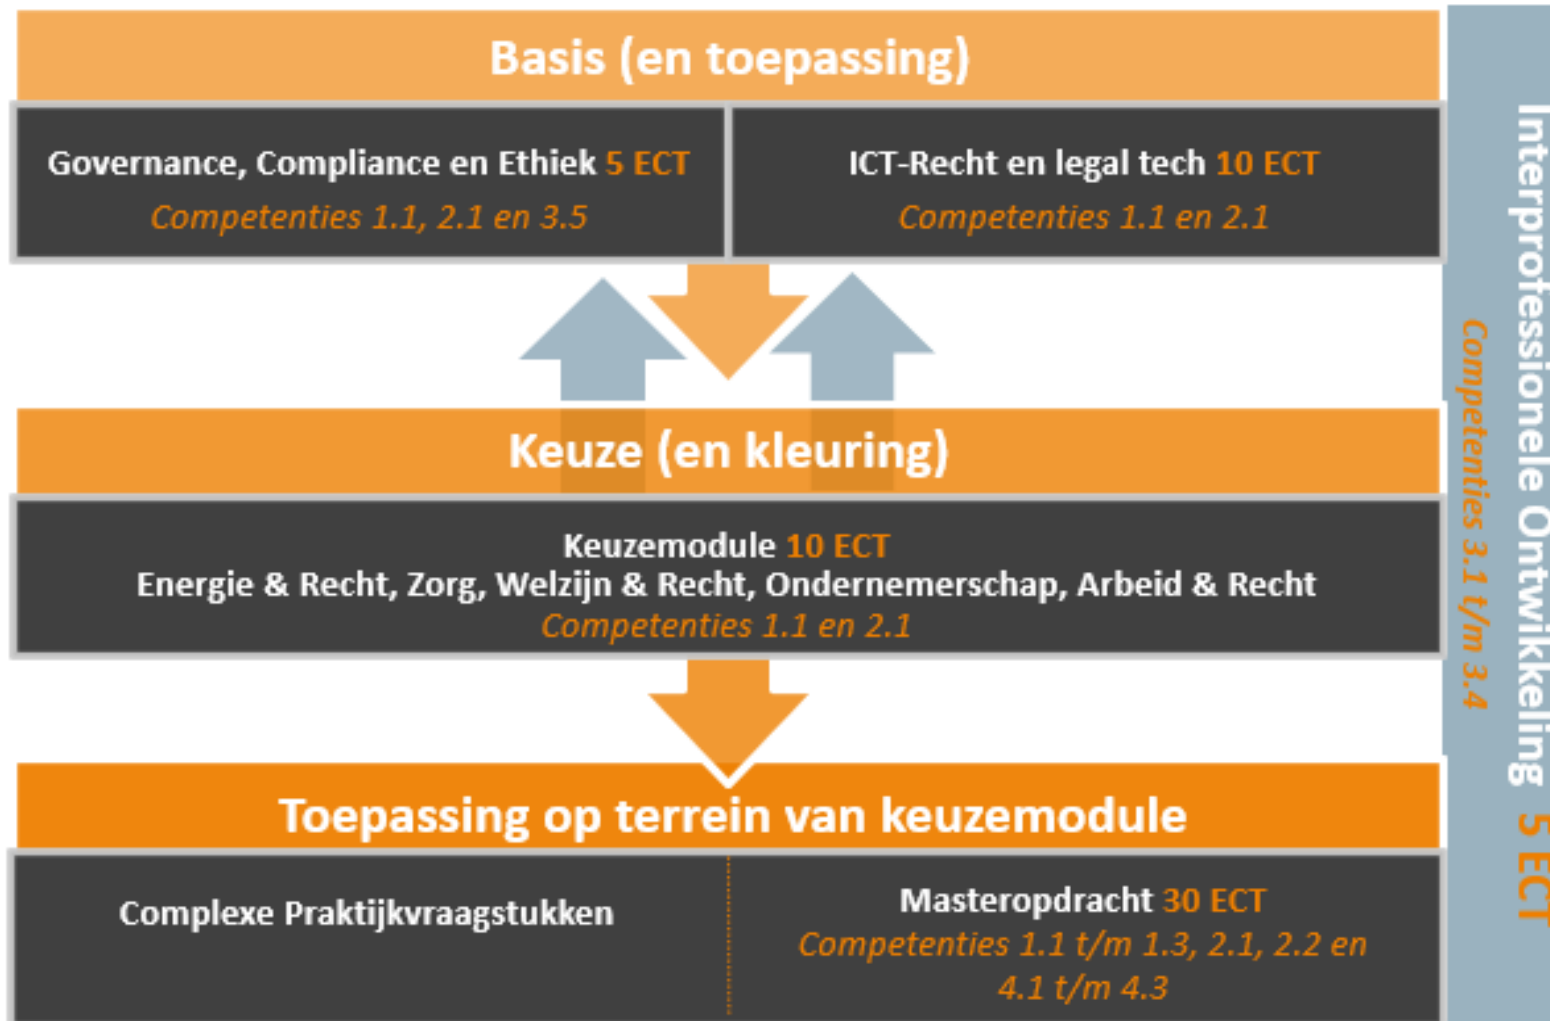 Basis (en toepassing)
Governance, Compliance en Ethiek 5 ECT
Competenties 1.1, 2.1 en 3.5
ICT-Recht en legal tech 10 ECT
Competenties 1.1 en 2.1
Keuze (en kleuring)
Keuzemodule 10 ECT
Energie & Recht, Zorg, Welzijn & Recht, Ondernemerschap, Arbeid & Recht
Competenties 1.1 en 2.1
Toepassing op terrein van keuzemodule
Complexe Praktijkvraagstukken
Masteropdracht 30 ECT
Competenties 1.1 t/m 1.3, 2.1, 2.2 en
4.1 t/m 4.3
Interprofessionele Ontwikkeling 5 ECT
Competenties 3.1 t/m 3.4